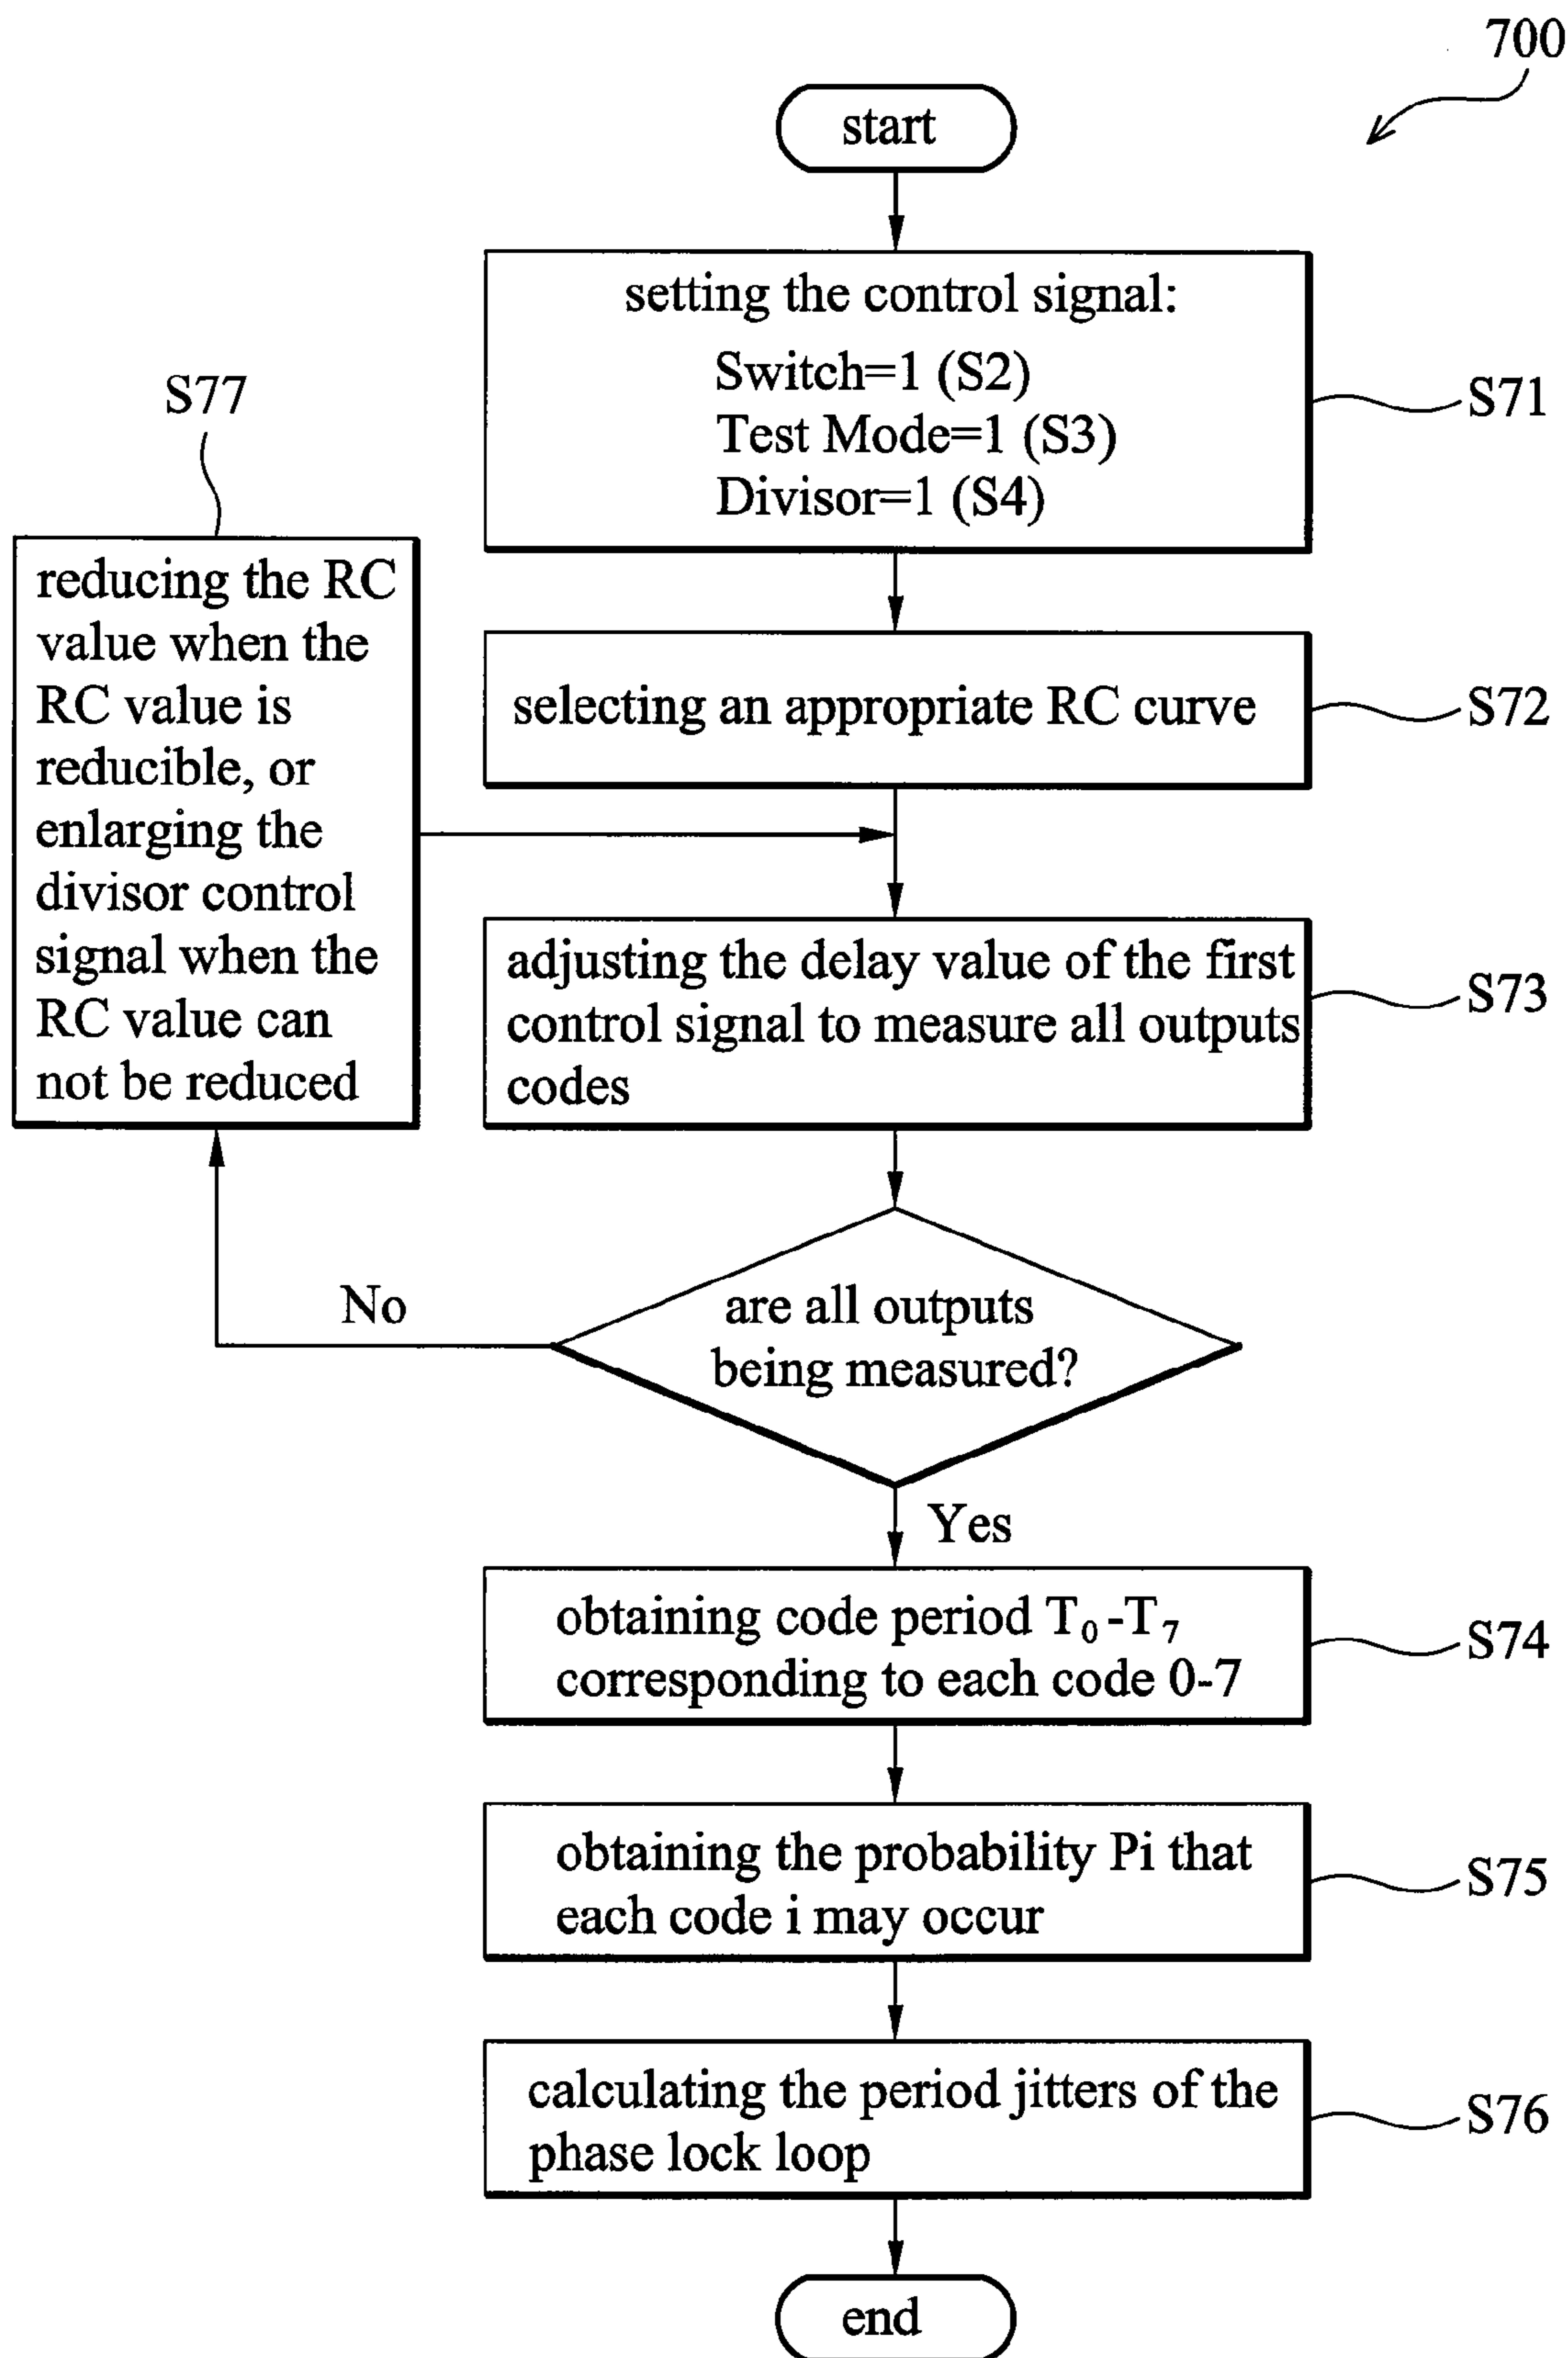 700
start
setting the control signal:
Switch=1 (S2)
Test Mode=1 (S3)
Divisor=1 (S4)
S71
S77
reducing the RC
value when the
RC value is
reducible, or
enlarging the
divisor control
signal when the
RC value can
not be reduced
selecting an appropriate RC curve
S72
adjusting the delay value of the first
control signal to measure all outputs
codes
S73
No
are all outputs
being measured?
Yes
obtaining code period T₀-T₇
corresponding to each code 0-7
S74
obtaining the probability Pi that
each code i may occur
S75
calculating the period jitters of the
phase lock loop
S76
end